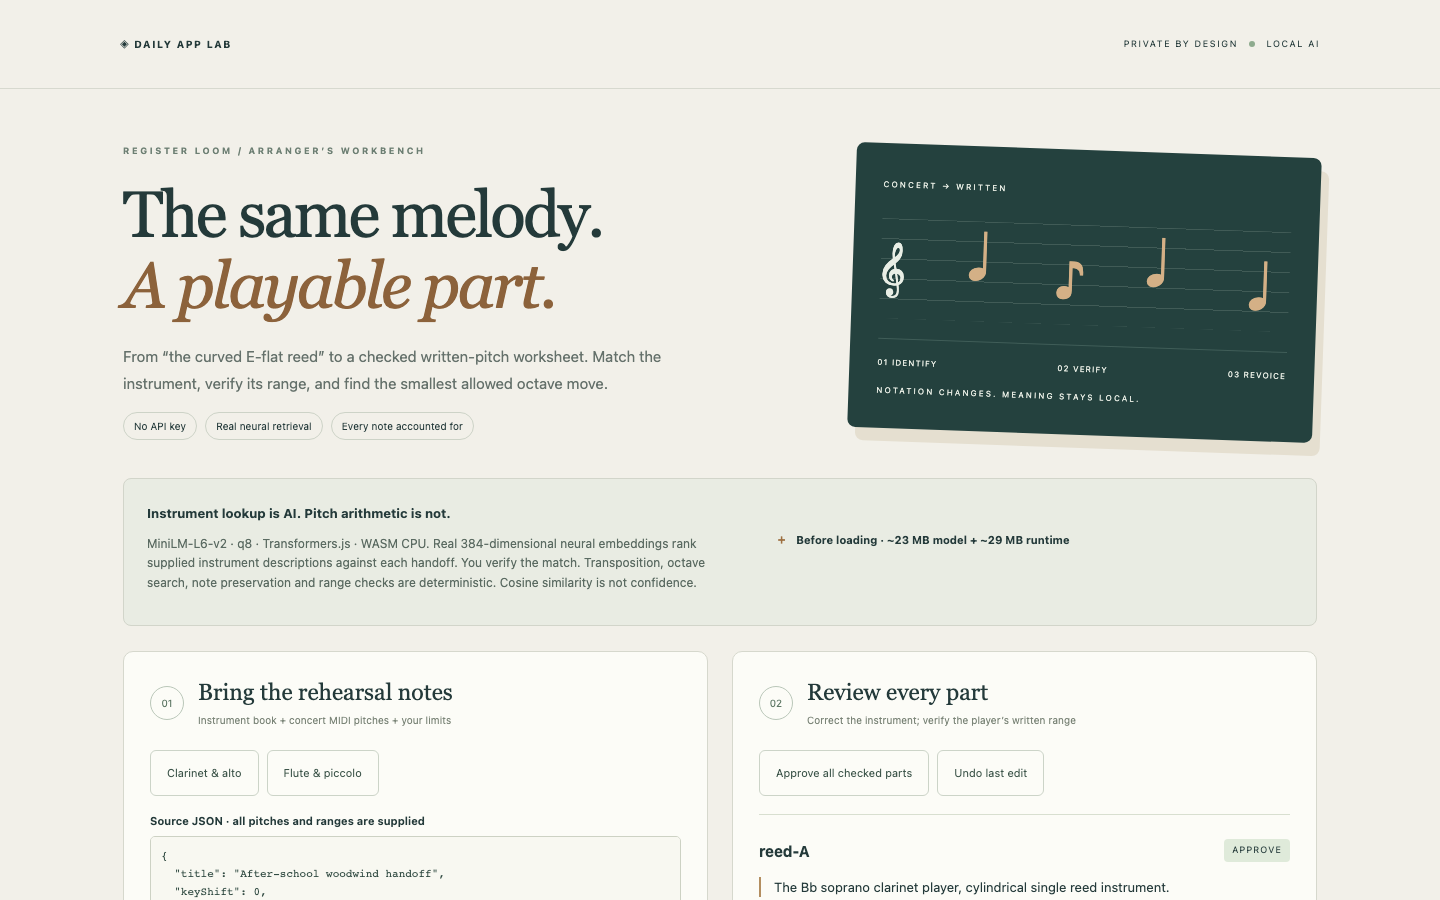 ◈ DAILY APP LAB
PRIVATE BY DESIGN ● LOCAL AI
REGISTER LOOM / ARRANGER'S WORKBENCH
The same melody.
A playable part.
From “the curved E-flat reed” to a checked written-pitch worksheet. Match the
instrument, verify its range, and find the smallest allowed octave move.
No API key
Real neural retrieval
Every note accounted for
CONCERT → WRITTEN
01 IDENTIFY
02 VERIFY
03 REVOICE
NOTATION CHANGES. MEANING STAYS LOCAL.
Instrument lookup is AI. Pitch arithmetic is not.
MiniLM-L6-v2 · q8 · Transformers.js · WASM CPU. Real 384-dimensional neural embeddings rank
supplied instrument descriptions against each handoff. You verify the match. Transposition, octave
search, note preservation and range checks are deterministic. Cosine similarity is not confidence.
+ Before loading · ~23 MB model + ~29 MB runtime
01
Bring the rehearsal notes
Instrument book + concert MIDI pitches + your limits
Clarinet & alto
Flute & piccolo
Source JSON · all pitches and ranges are supplied
{
"title": "After-school woodwind handoff",
"keyShift": 0,
02
Review every part
Correct the instrument; verify the player's written range
Approve all checked parts
Undo last edit
reed-A
APPROVE
The Bb soprano clarinet player, cylindrical single reed instrument.